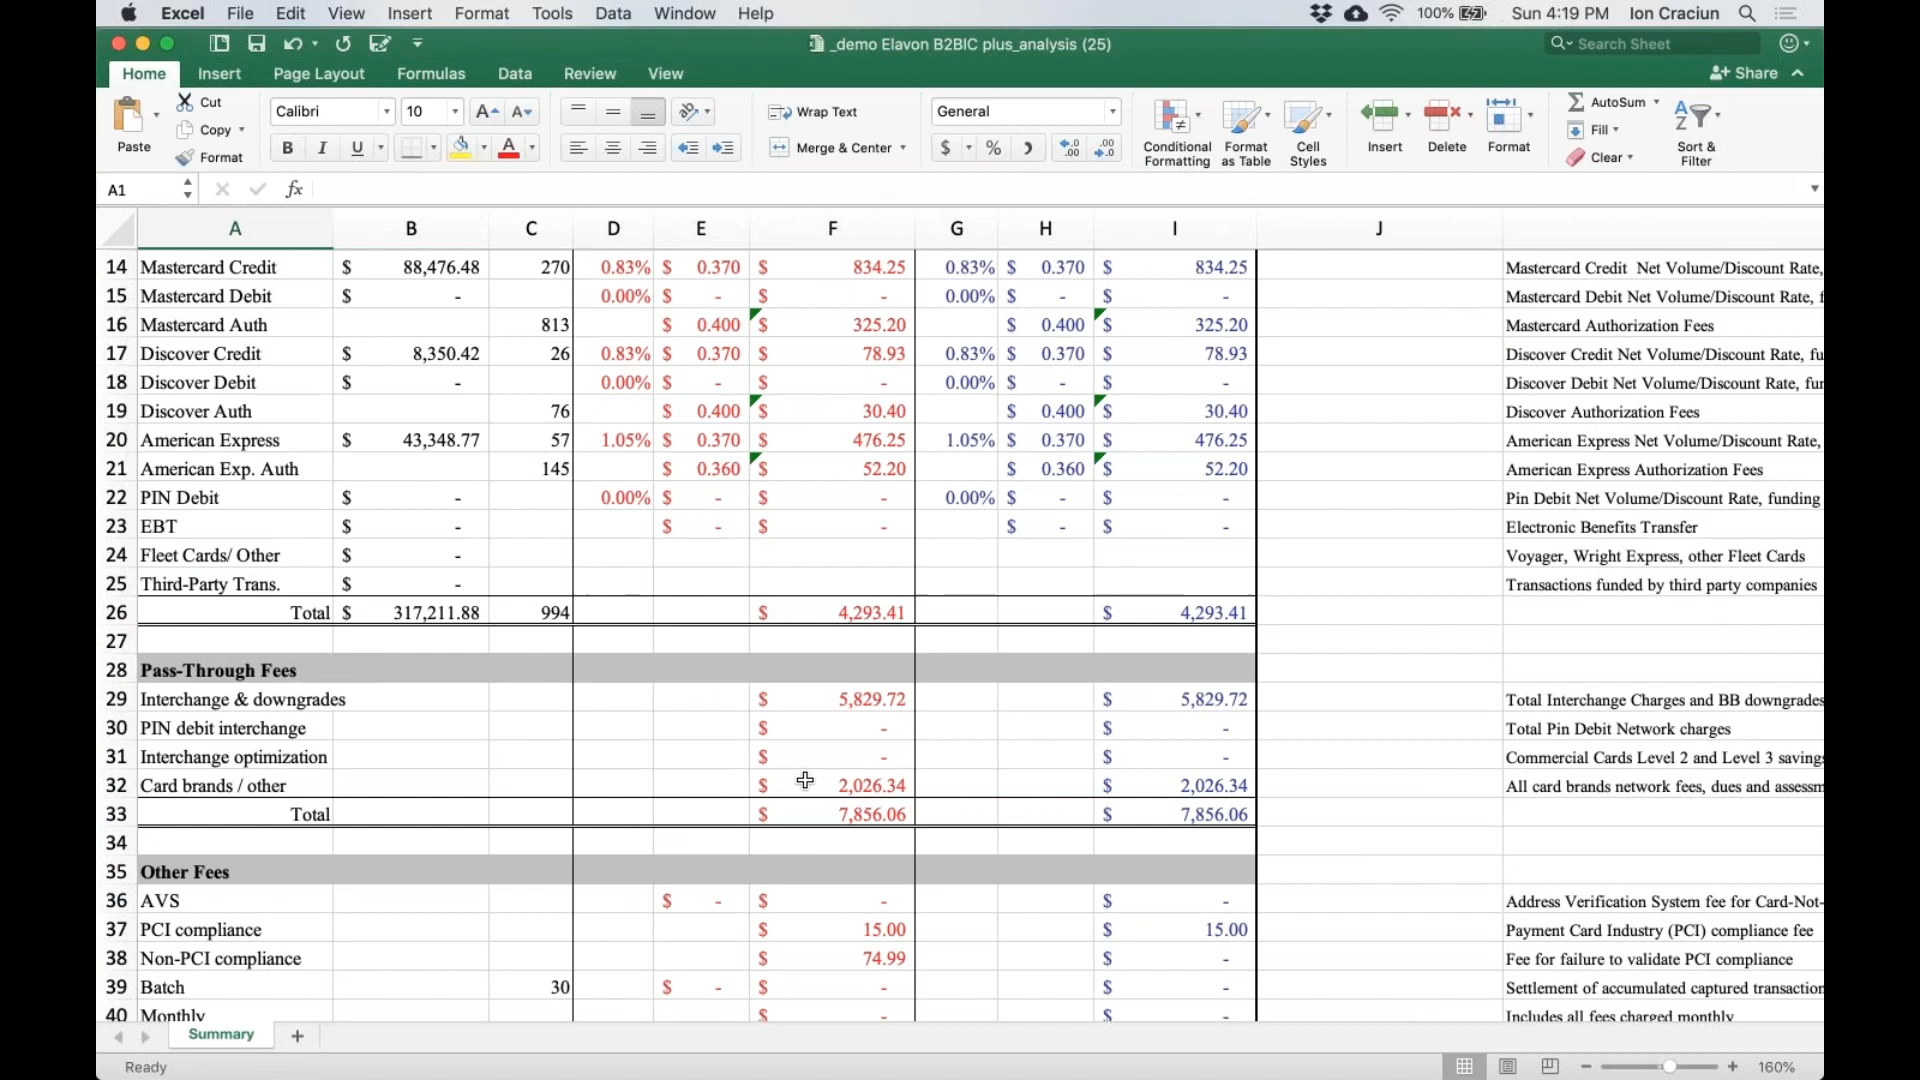 Excel File Edit View Insert Format Tools Data Window Help 100% Sun 4:19 PM Ion Craciun
_demo Elavon B2BIC plus_analysis (25) Search Sheet
Home Insert Page Layout Formulas Data Review View Share
Cut Calibri 10 Wrap Text General AutoSum
Copy Fill
Paste Format B I U A Merge & Center $ % Conditional Formatting Format as Table Cell Styles Insert Delete Format Clear Sort & Filter
A1 fx
A B C D E F G H I J
14 Mastercard Credit $ 88,476.48 270 0.83% $ 0.370 $ 834.25 0.83% $ 0.370 $ 834.25 Mastercard Credit Net Volume/Discount Rate,
15 Mastercard Debit $ - 0.00% $ - $ - 0.00% $ - $ - Mastercard Debit Net Volume/Discount Rate, f
16 Mastercard Auth 813 $ 0.400 $ 325.20 $ 0.400 $ 325.20 Mastercard Authorization Fees
17 Discover Credit $ 8,350.42 26 0.83% $ 0.370 $ 78.93 0.83% $ 0.370 $ 78.93 Discover Credit Net Volume/Discount Rate, fu
18 Discover Debit $ - 0.00% $ - $ - 0.00% $ - $ - Discover Debit Net Volume/Discount Rate, fur
19 Discover Auth 76 $ 0.400 $ 30.40 $ 0.400 $ 30.40 Discover Authorization Fees
20 American Express $ 43,348.77 57 1.05% $ 0.370 $ 476.25 1.05% $ 0.370 $ 476.25 American Express Net Volume/Discount Rate,
21 American Exp. Auth 145 $ 0.360 $ 52.20 $ 0.360 $ 52.20 American Express Authorization Fees
22 PIN Debit $ - 0.00% $ - $ - 0.00% $ - $ - Pin Debit Net Volume/Discount Rate, funding
23 EBT $ - $ - $ - $ - $ - Electronic Benefits Transfer
24 Fleet Cards/ Other $ - Voyager, Wright Express, other Fleet Cards
25 Third-Party Trans. $ - Transactions funded by third party companies
26 Total $ 317,211.88 994 $ 4,293.41 $ 4,293.41
27
28 Pass-Through Fees
29 Interchange & downgrades $ 5,829.72 $ 5,829.72 Total Interchange Charges and BB downgrades
30 PIN debit interchange $ - $ - Total Pin Debit Network charges
31 Interchange optimization $ - $ - Commercial Cards Level 2 and Level 3 savings
32 Card brands / other $ 2,026.34 $ 2,026.34 All card brands network fees, dues and assessm
33 Total $ 7,856.06 $ 7,856.06
34
35 Other Fees
36 AVS $ - $ - $ - Address Verification System fee for Card-Not-
37 PCI compliance $ 15.00 $ 15.00 Payment Card Industry (PCI) compliance fee
38 Non-PCI compliance $ 74.99 $ - Fee for failure to validate PCI compliance
39 Batch 30 $ - $ - $ - Settlement of accumulated captured transaction
40 Monthly $ - $ - Includes all fees charged monthly
Summary
Ready 160%